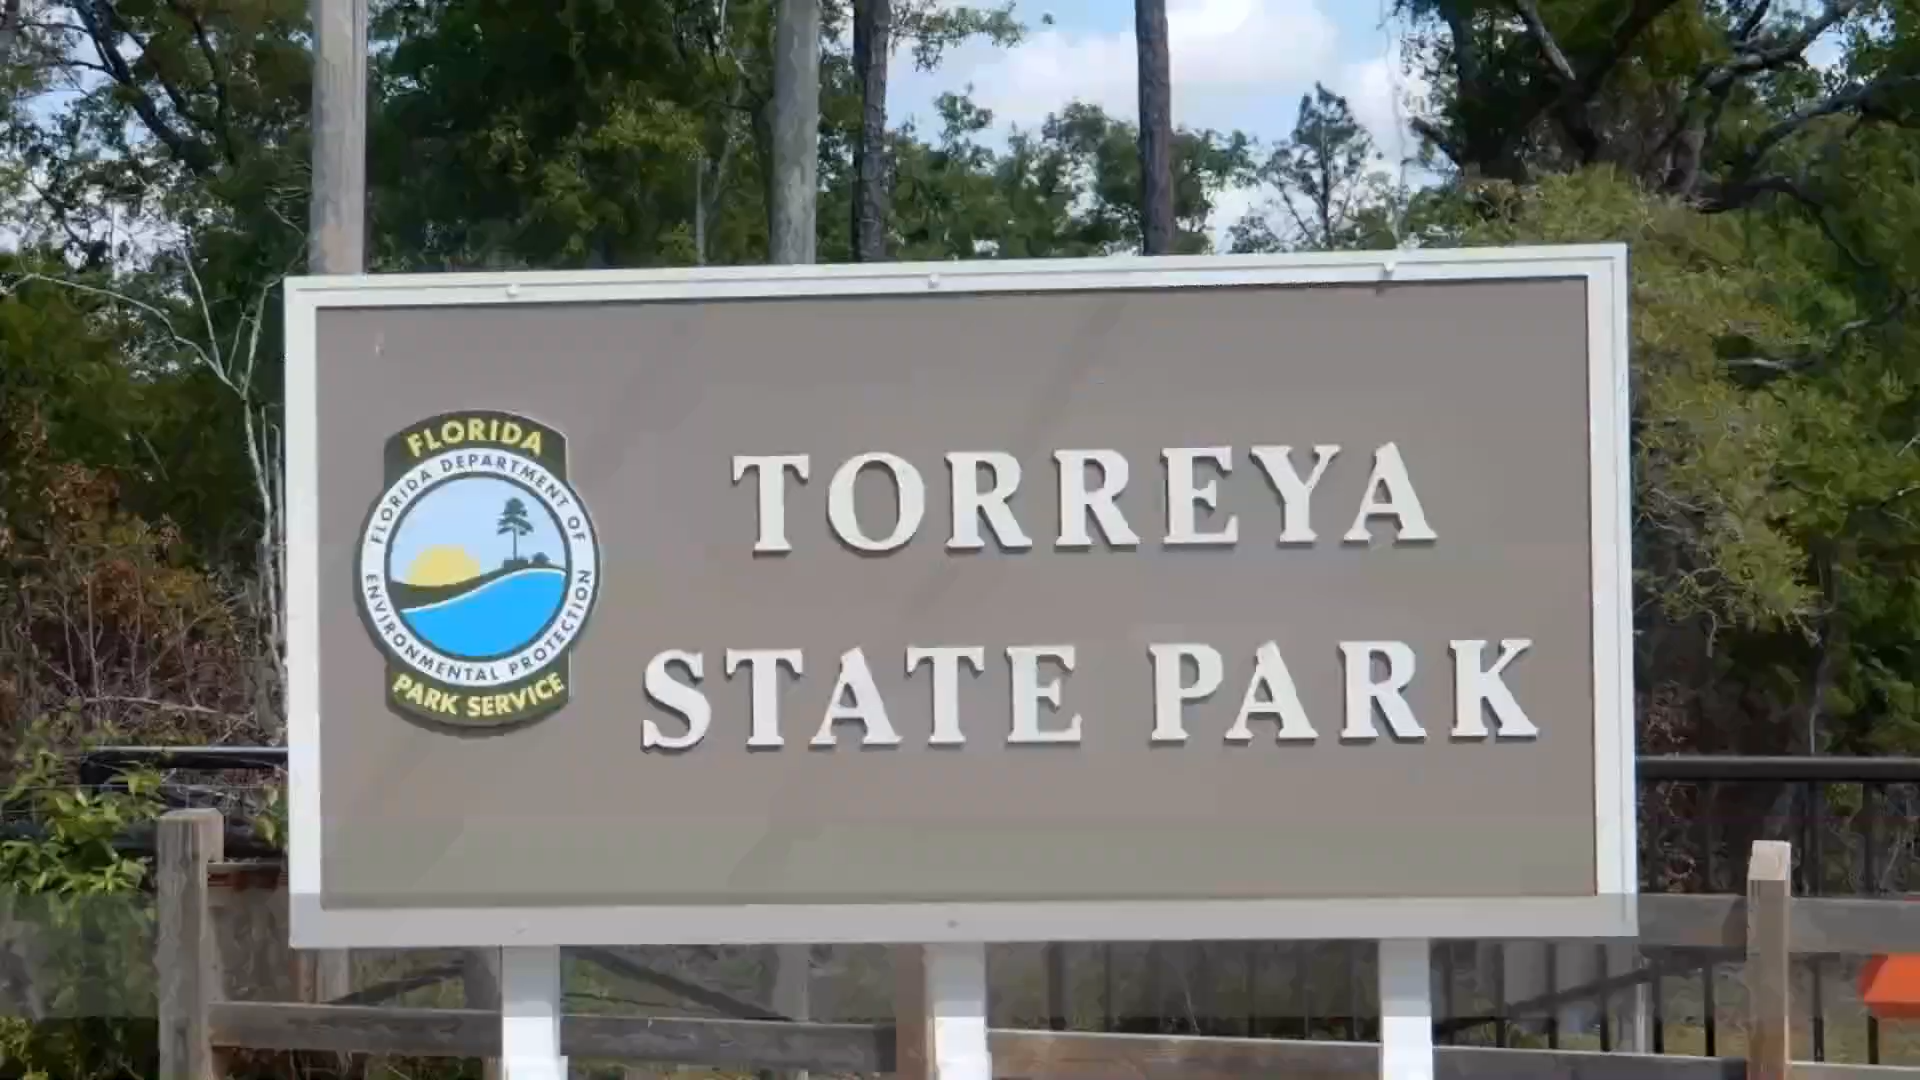 FLORIDA
FLORIDA DEPARTMENT OF
ENVIRONMENTAL PROTECTION
PARK SERVICE
TORREYA
STATE PARK